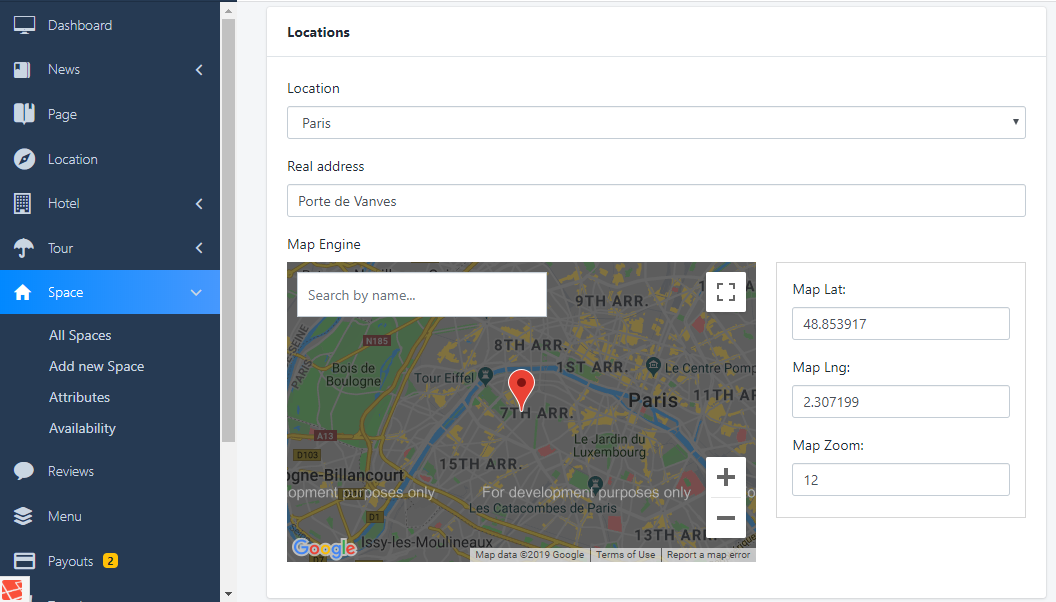 Dashboard
News
Page
Location
Hotel
Tour
Space
All Spaces
Add new Space
Attributes
Availability
Reviews
Menu
Payouts 2
Locations
Location
Paris
Real address
Porte de Vanves
Map Engine
Search by name...
9TH ARR.
8TH ARR.
N185
SEINE
PARIS
Bois de
Boulogne
Tour Eiffel
1ST ARR.
Le Centre Pomp
Paris
11TH AR
7TH ARR.
A13
D103
Le Jardin du
Luxembourg
15TH ARR.
gne-Billancourt
opment purposes only
For development purposes only
Les Catacombes de Paris
D1
13TH ARR.
Issy-les-Moulineaux
Google
Map data ©2019 Google
Terms of Use
Report a map error
Map Lat:
48.853917
Map Lng:
2.307199
Map Zoom:
12